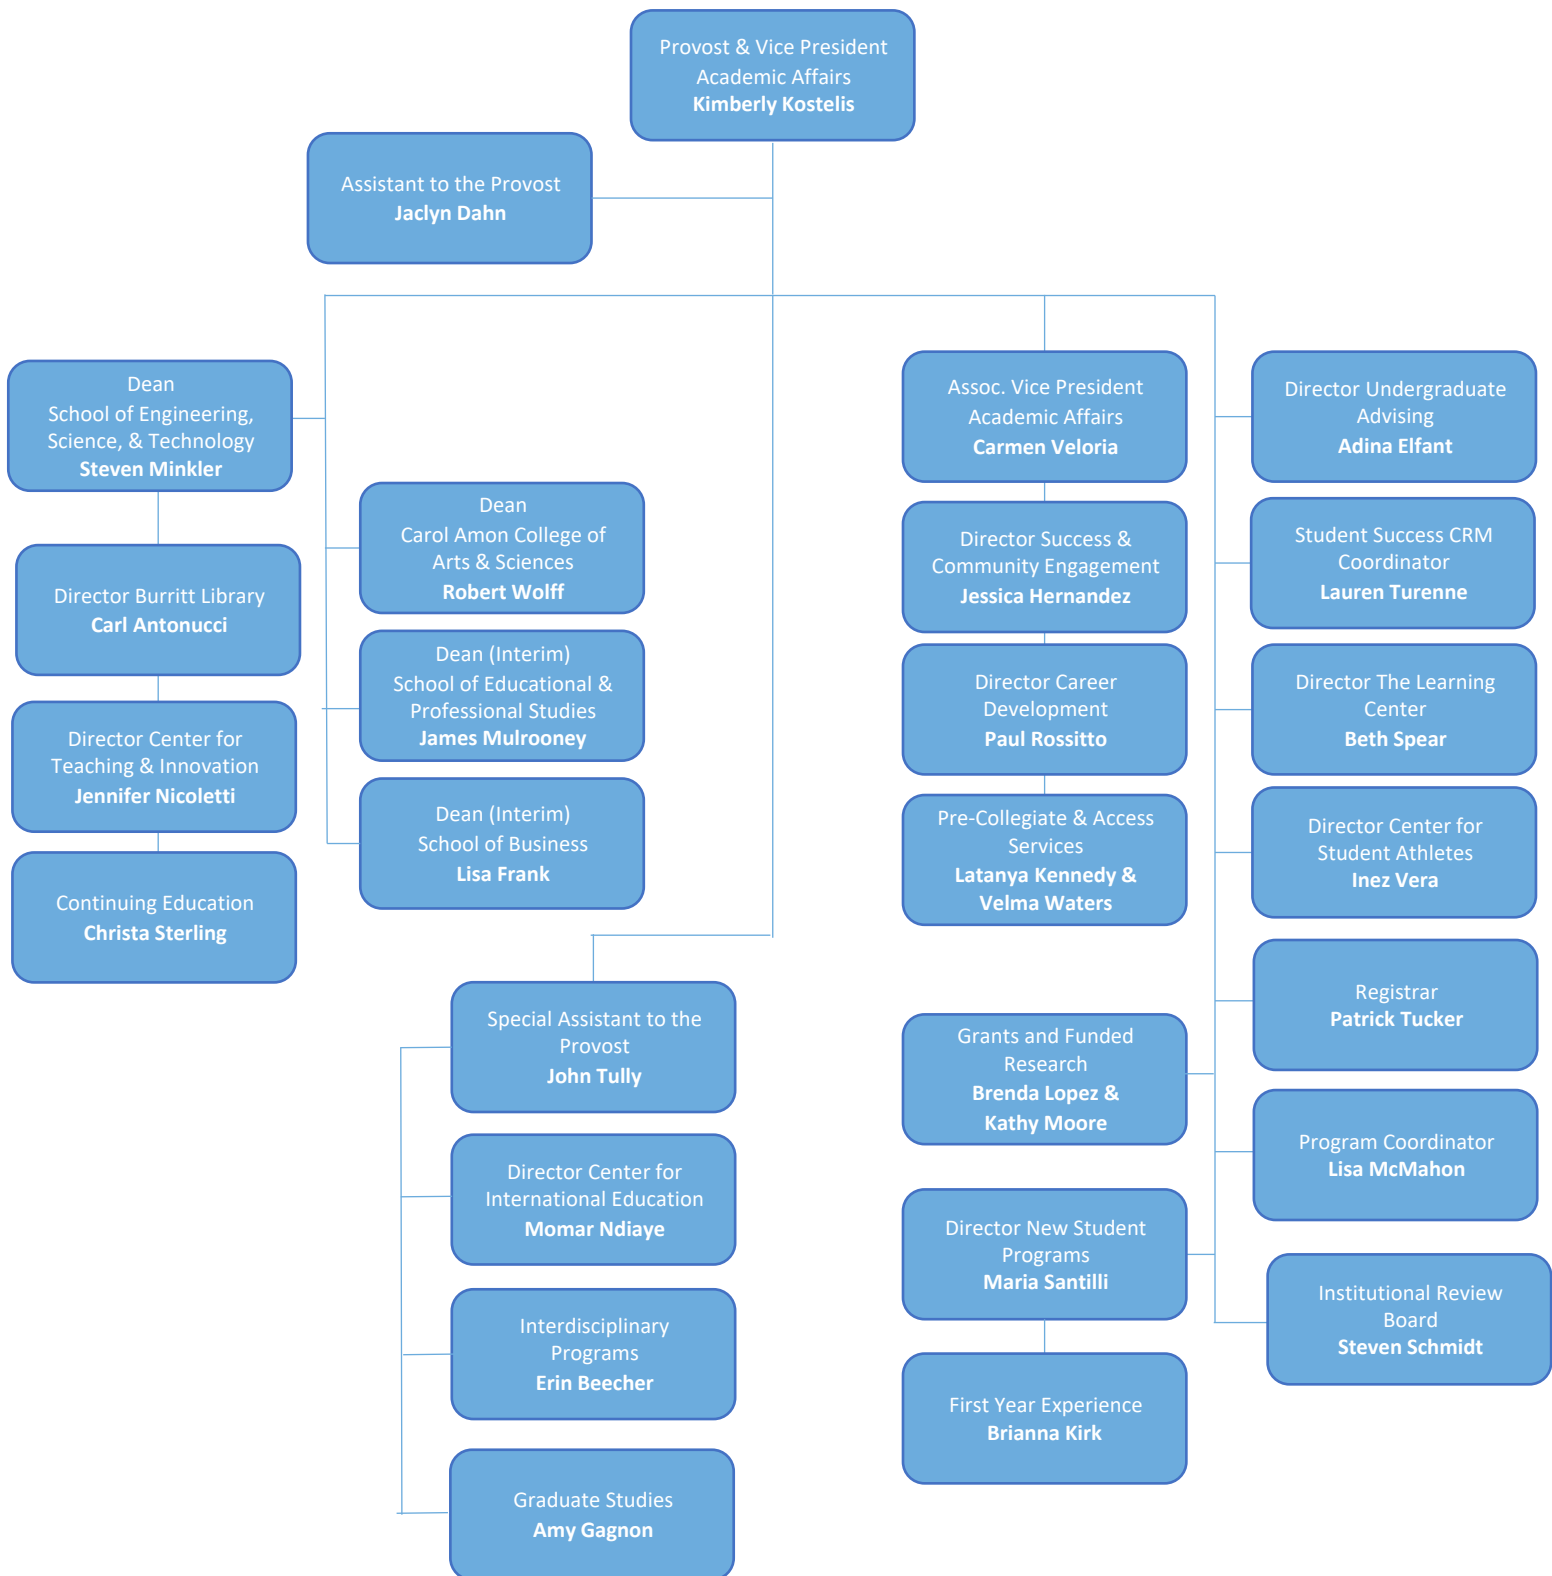 Provost & Vice President
Academic Affairs
Kimberly Kostelis
Assistant to the Provost
Jaclyn Dahn
Dean
School of Engineering,
Science, & Technology
Steven Minkler
Director Burritt Library
Carl Antonucci
Director Center for
Teaching & Innovation
Jennifer Nicoletti
Continuing Education
Christa Sterling
Dean
Carol Amon College of
Arts & Sciences
Robert Wolff
Dean (Interim)
School of Educational &
Professional Studies
James Mulrooney
Dean (Interim)
School of Business
Lisa Frank
Special Assistant to the
Provost
John Tully
Director Center for
International Education
Momar Ndiaye
Interdisciplinary
Programs
Erin Beecher
Graduate Studies
Amy Gagnon
Assoc. Vice President
Academic Affairs
Carmen Veloria
Director Success &
Community Engagement
Jessica Hernandez
Director Career
Development
Paul Rossitto
Pre-Collegiate & Access
Services
Latanya Kennedy &
Velma Waters
Grants and Funded
Research
Brenda Lopez &
Kathy Moore
Director New Student
Programs
Maria Santilli
First Year Experience
Brianna Kirk
Director Undergraduate
Advising
Adina Elfant
Student Success CRM
Coordinator
Lauren Turenne
Director The Learning
Center
Beth Spear
Director Center for
Student Athletes
Inez Vera
Registrar
Patrick Tucker
Program Coordinator
Lisa McMahon
Institutional Review
Board
Steven Schmidt